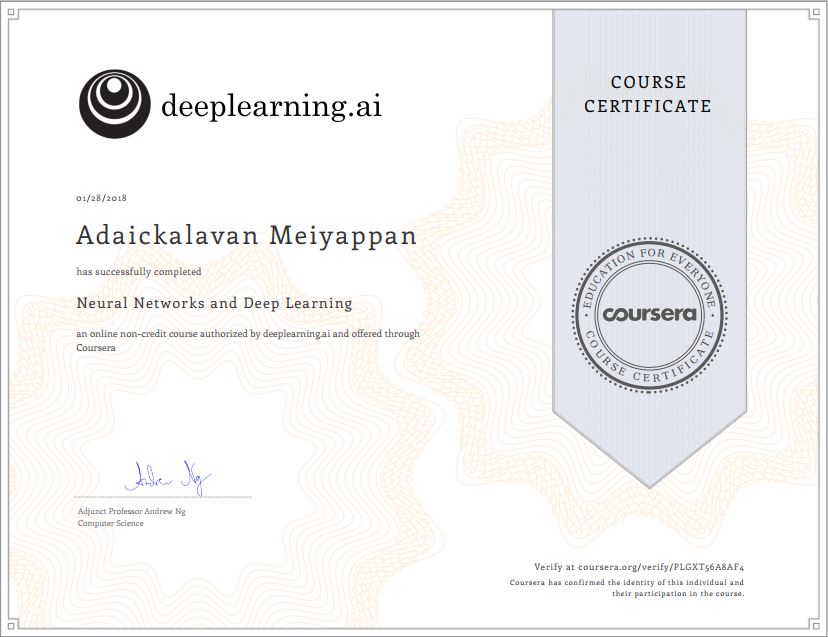 deeplearning.ai
COURSE
CERTIFICATE
01/28/2018
Adaickalavan Meiyappan
has successfully completed
Neural Networks and Deep Learning
an online non-credit course authorized by deeplearning.ai and offered through
Coursera
EDUCATION FOR EVERYONE
coursera
COURSE CERTIFICATE
Andrew Ng
Adjunct Professor Andrew Ng
Computer Science
Verify at coursera.org/verify/PLGXT56A8AF4
Coursera has confirmed the identity of this individual and
their participation in the course.